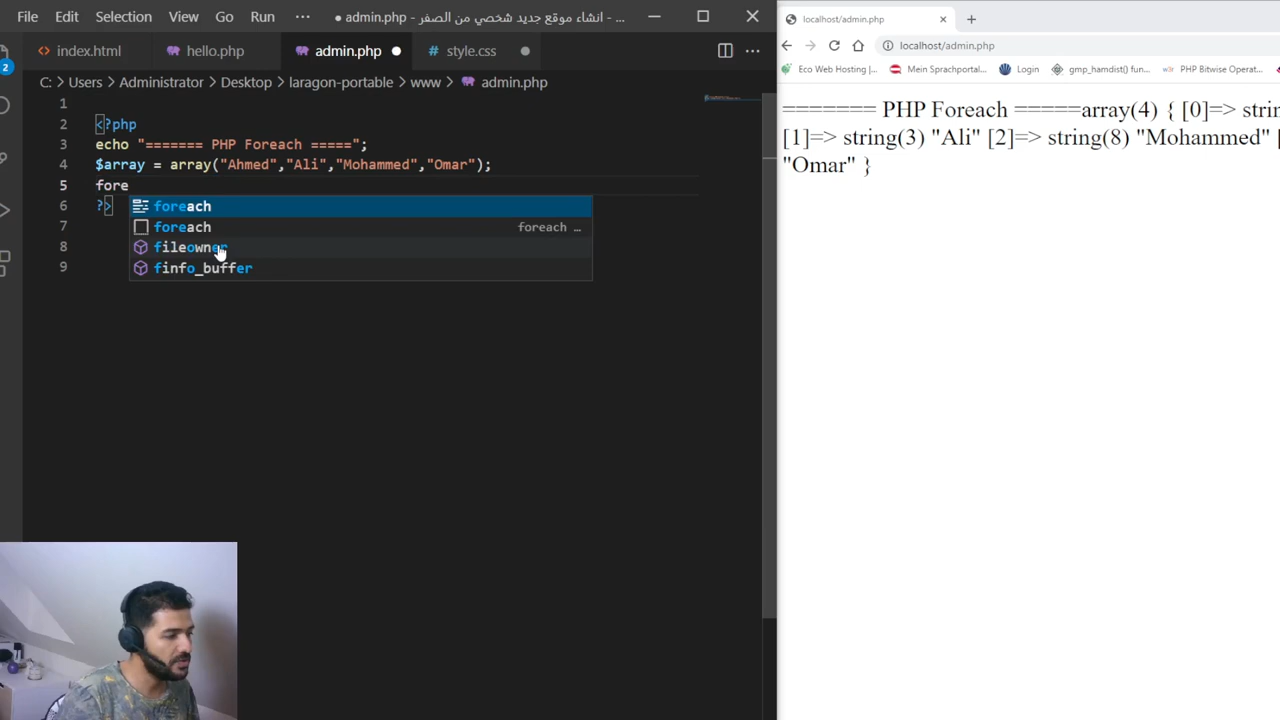 File Edit Selection View Go Run ··· ● admin.php - انشاء موقع جديد شخصي من الصفر - ...
localhost/admin.php
<> index.html hello.php admin.php # style.css ···
localhost/admin.php
C: > Users > Administrator > Desktop > laragon-portable > www > admin.php
Eco Web Hosting |... Mein Sprachportal... Login gmp_hamdist() fun... PHP Bitwise Operat...
1
2 <?php
3 echo "======= PHP Foreach =====";
4 $array = array("Ahmed","Ali","Mohammed","Omar");
5 fore
6 ?>
7
8
9
foreach
foreach foreach …
fileowner
finfo_buffer
2
======= PHP Foreach =====array(4) { [0]=> strin
[1]=> string(3) "Ali" [2]=> string(8) "Mohammed" [
"Omar" }